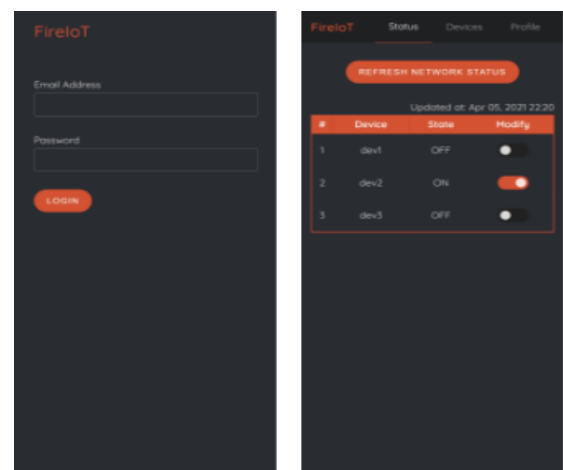 FireIoT
Email Address
Password
LOGIN
FireIoT Status Devices Profile
REFRESH NETWORK STATUS
Updated at: Apr 05, 2021 22:20
# Device State Modify
1 dev1 OFF
2 dev2 ON
3 dev3 OFF